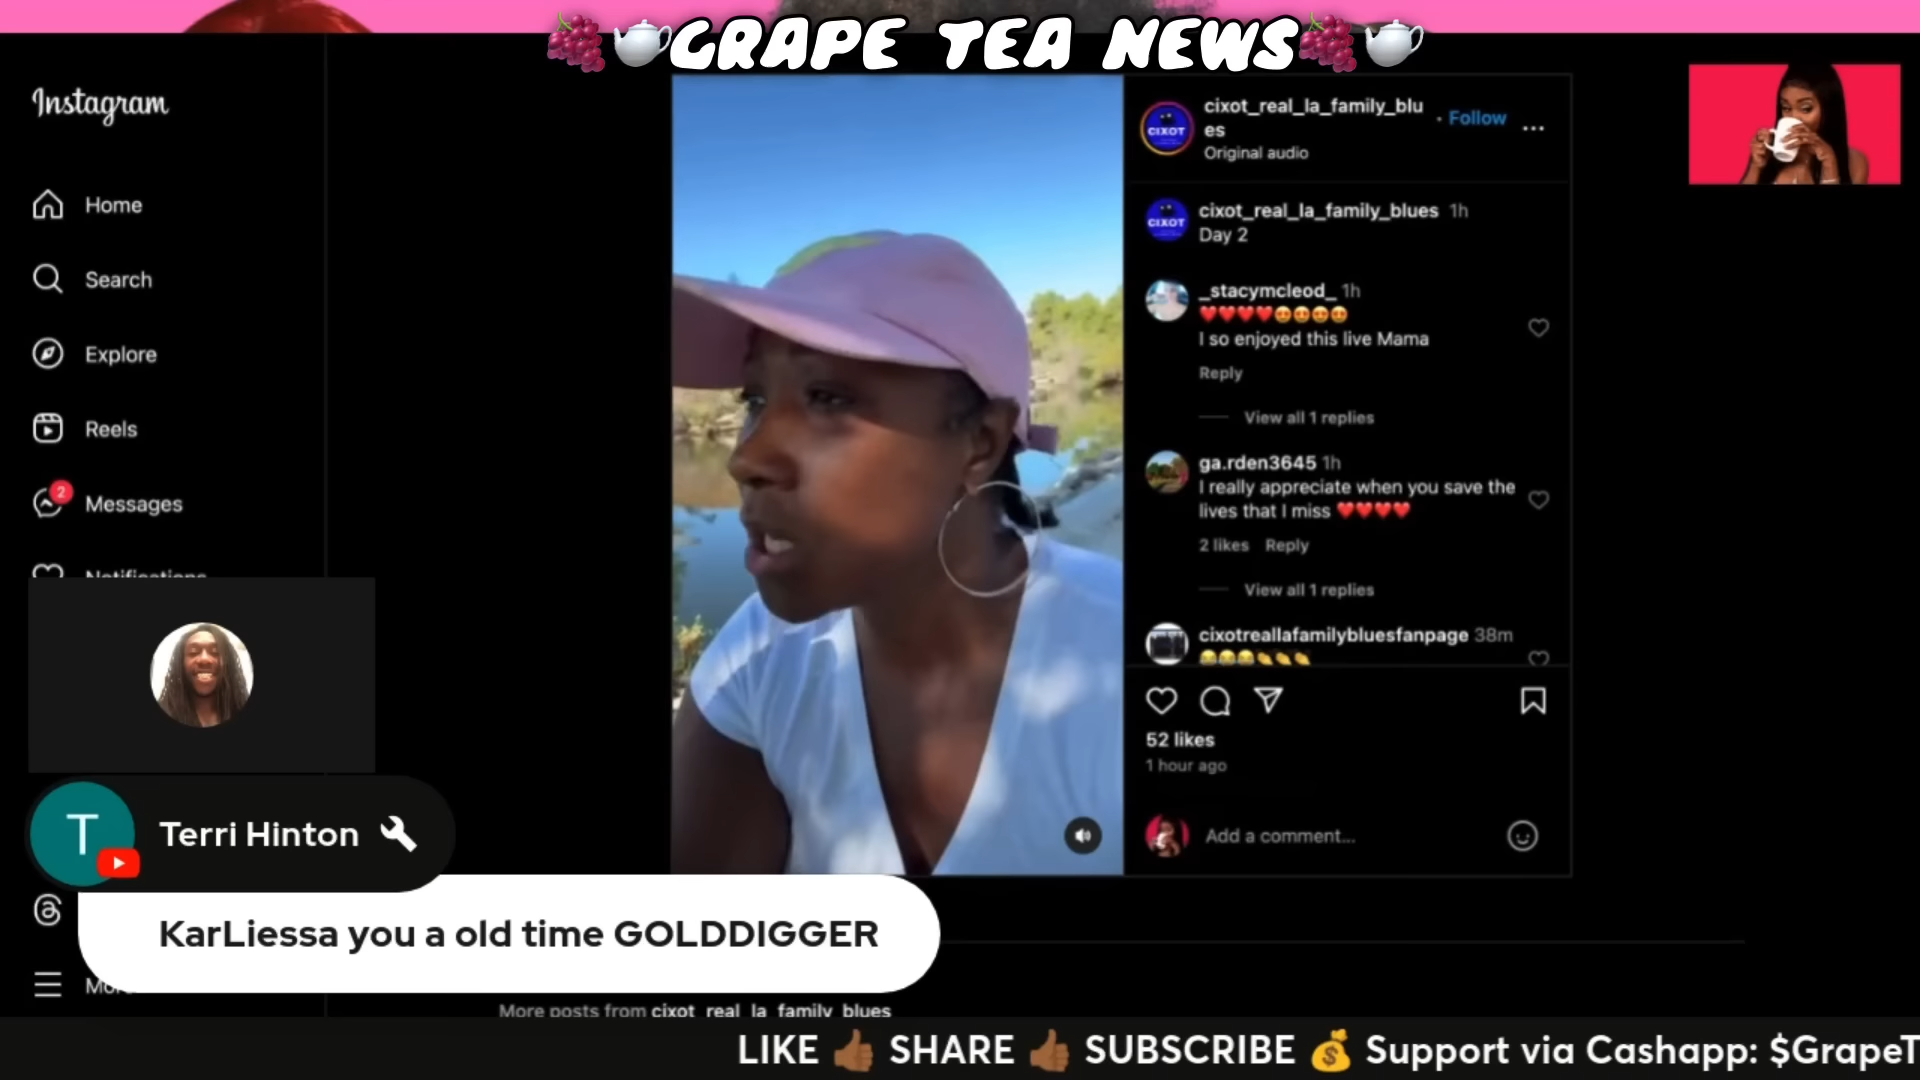 GRAPE TEA NEWS
Instagram
Home
Search
Explore
Reels
2
Messages
Notifications
CIXOT
cixot_real_la_family_blu
es
• Follow
Original audio
CIXOT
cixot_real_la_family_blues 1h
Day 2
_stacymcleod_ 1h
❤️❤️❤️❤️😍😍😍😍
I so enjoyed this live Mama
Reply
View all 1 replies
ga.rden3645 1h
I really appreciate when you save the
lives that I miss ❤️❤️❤️❤️
2 likes Reply
View all 1 replies
cixotreallafamilybluesfanpage 38m
😂😂😂👏👏👏
52 likes
1 hour ago
Add a comment...
T
Terri Hinton
KarLiessa you a old time GOLDDIGGER
More posts from cixot_real_la_family_blues
LIKE 👍🏾 SHARE 👍🏾 SUBSCRIBE 💰 Support via Cashapp: $GrapeT